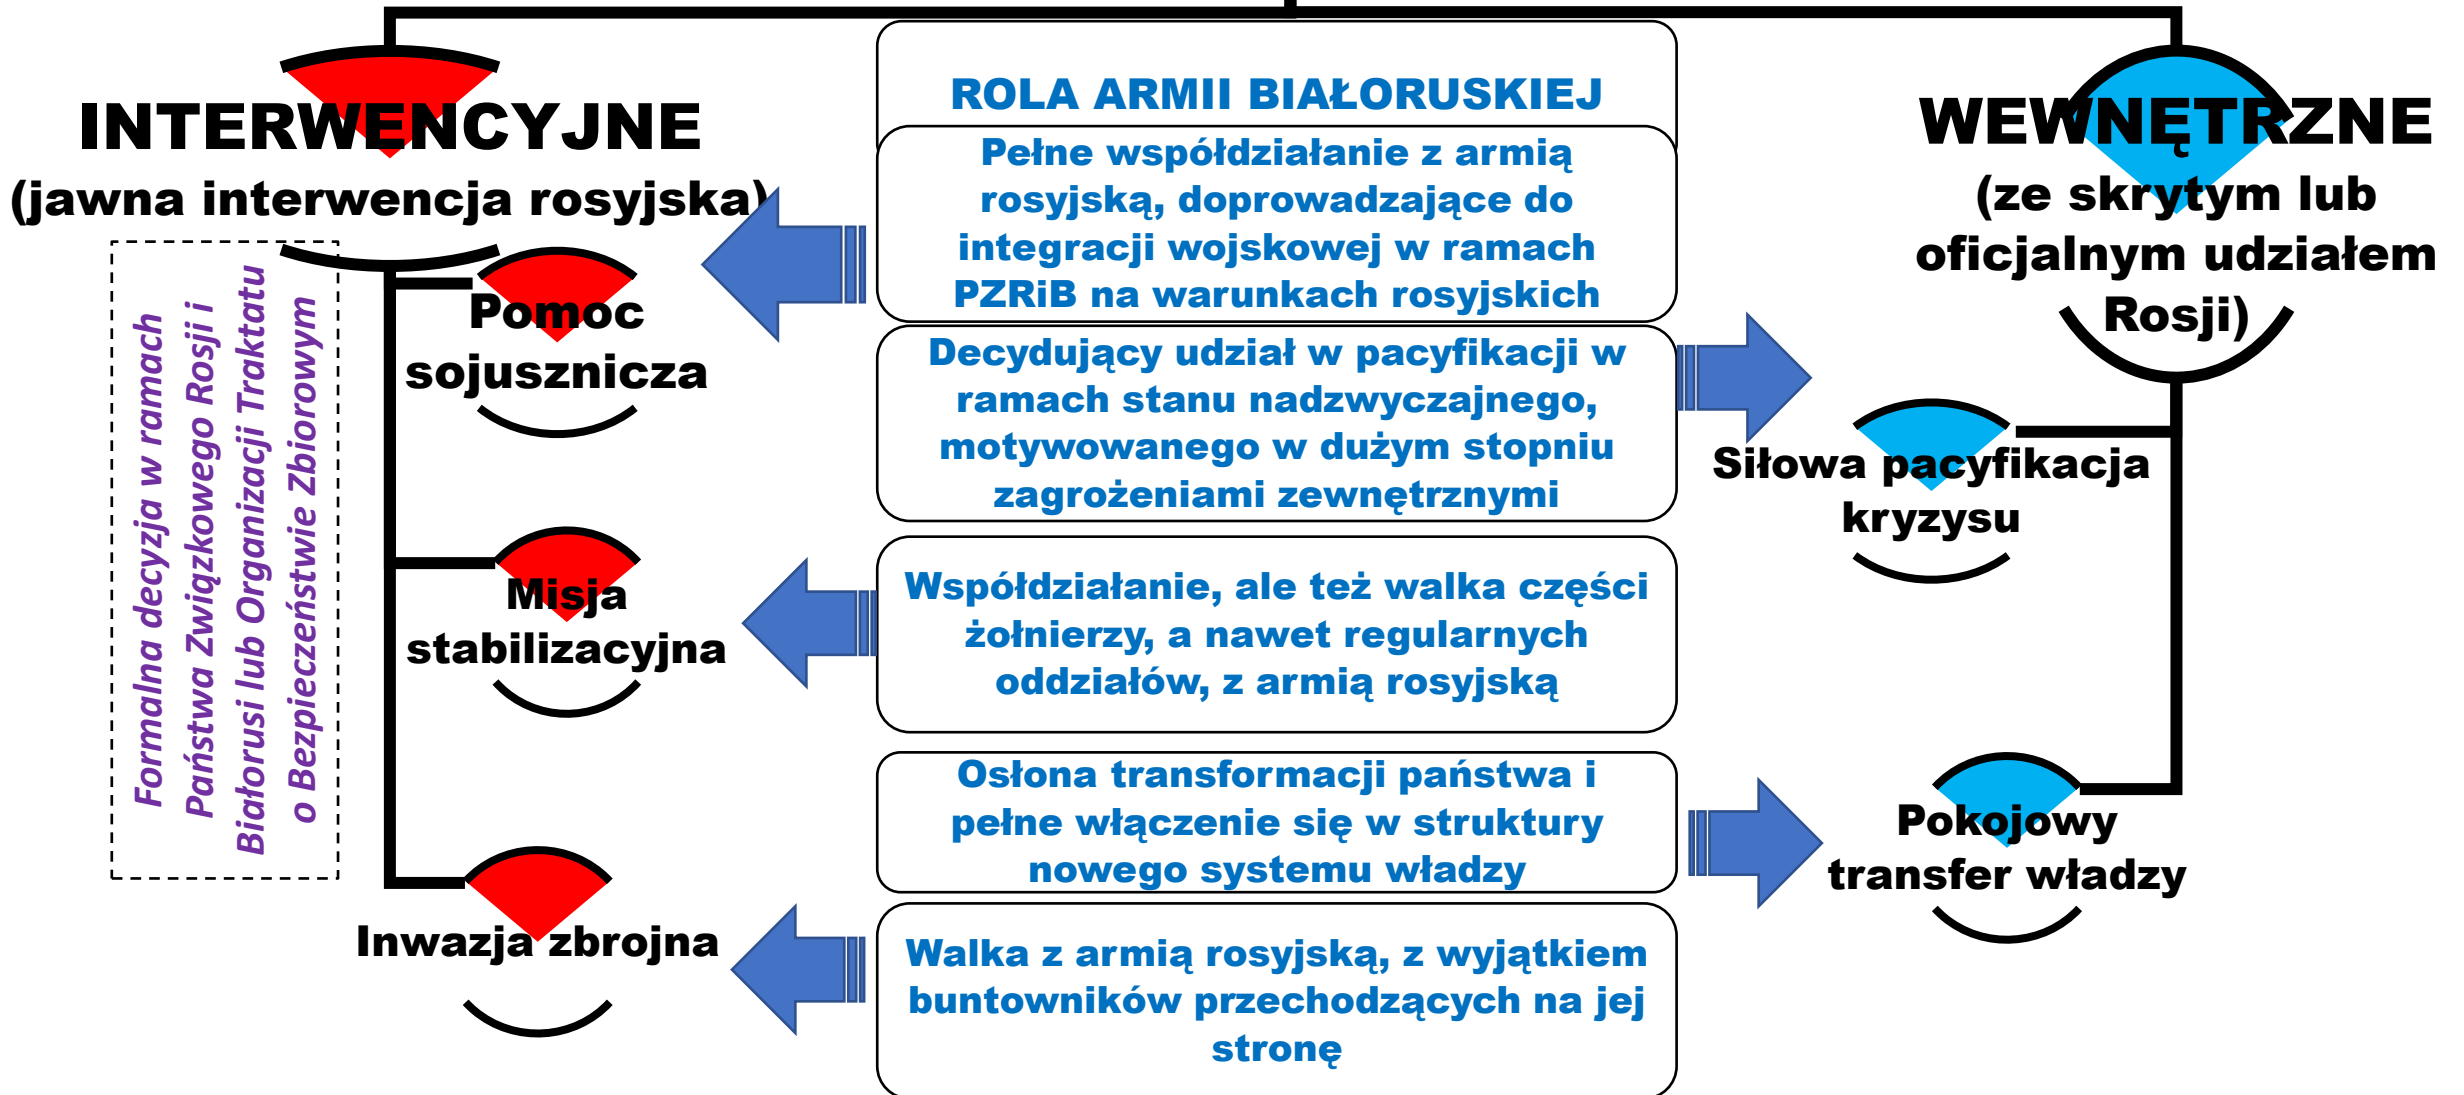 INTERWENCYJNE
(jawna interwencja rosyjska)
Formalna decyzja w ramach
Państwa Związkowego Rosji i
Białorusi lub Organizacji Traktatu
o Bezpieczeństwie Zbiorowym
Pomoc
sojusznicza
Misja
stabilizacyjna
Inwazja zbrojna
ROLA ARMII BIAŁORUSKIEJ
Pełne współdziałanie z armią
rosyjską, doprowadzające do
integracji wojskowej w ramach
PZRiB na warunkach rosyjskich
Decydujący udział w pacyfikacji w
ramach stanu nadzwyczajnego,
motywowanego w dużym stopniu
zagrożeniami zewnętrznymi
Współdziałanie, ale też walka części
żołnierzy, a nawet regularnych
oddziałów, z armią rosyjską
Osłona transformacji państwa i
pełne włączenie się w struktury
nowego systemu władzy
Walka z armią rosyjską, z wyjątkiem
buntowników przechodzących na jej
stronę
WEWNĘTRZNE
(ze skrytym lub
oficjalnym udziałem
Rosji)
Siłowa pacyfikacja
kryzysu
Pokojowy
transfer władzy